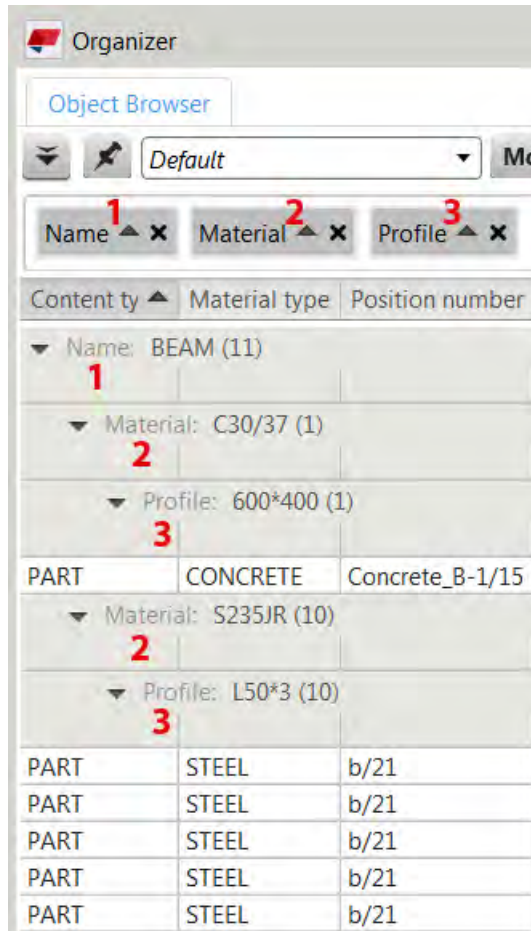 Organizer
Object Browser
Default Mo
1 2 3
Name Material Profile
Content ty Material type Position number
Name: BEAM (11)
1
Material: C30/37 (1)
2
Profile: 600*400 (1)
3
PART CONCRETE Concrete_B-1/15
Material: S235JR (10)
2
Profile: L50*3 (10)
3
PART STEEL b/21
PART STEEL b/21
PART STEEL b/21
PART STEEL b/21
PART STEEL b/21